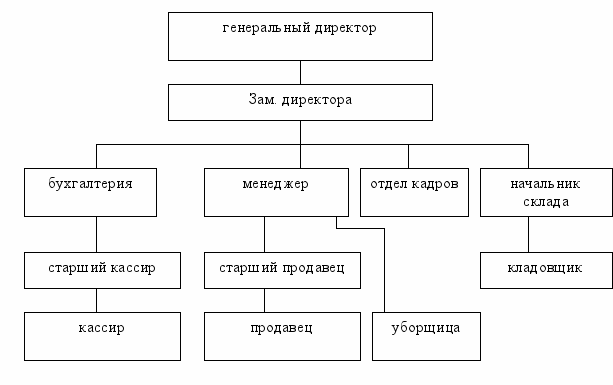 генеральный директор
Зам. директора
бухгалтерия
менеджер
отдел кадров
начальник
склада
старший кассир
старший продавец
кладовщик
кассир
продавец
уборщица